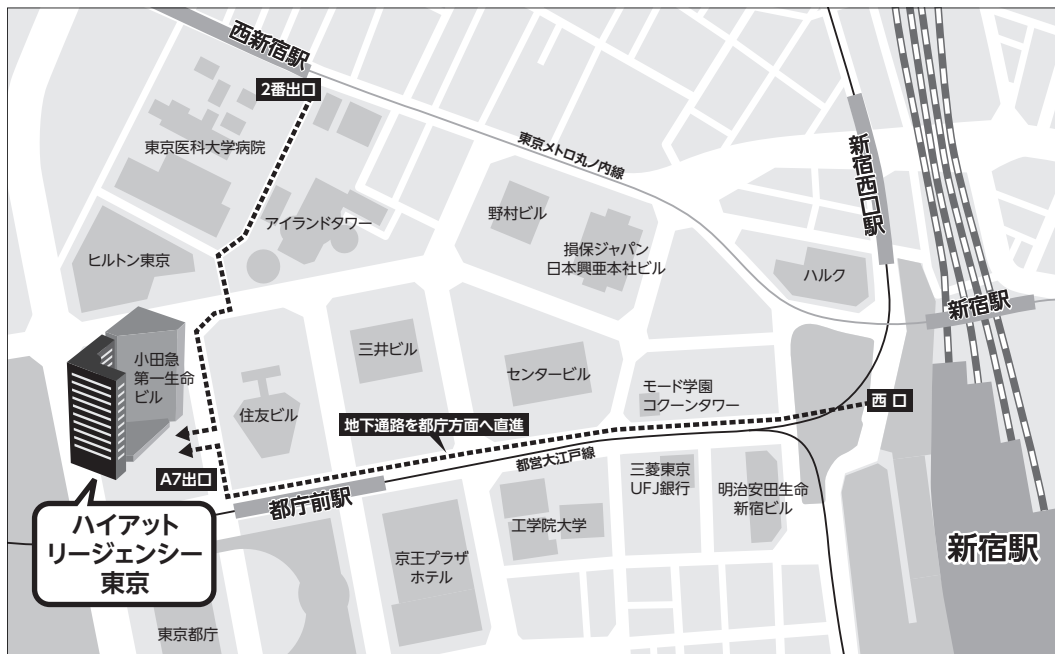 西新宿駅
2番出口
東京医科大学病院
東京メトロ丸ノ内線
新宿西口駅
アイランドタワー
野村ビル
ヒルトン東京
損保ジャパン
日本興亜本社ビル
ハルク
新宿駅
小田急
第一生命
ビル
三井ビル
センタービル
住友ビル
モード学園
コクーンタワー
西口
地下通路を都庁方面へ直進
都営大江戸線
A7出口
都庁前駅
三菱東京
UFJ銀行
明治安田生命
新宿ビル
工学院大学
ハイアット
リージェンシー
東京
京王プラザ
ホテル
新宿駅
東京都庁